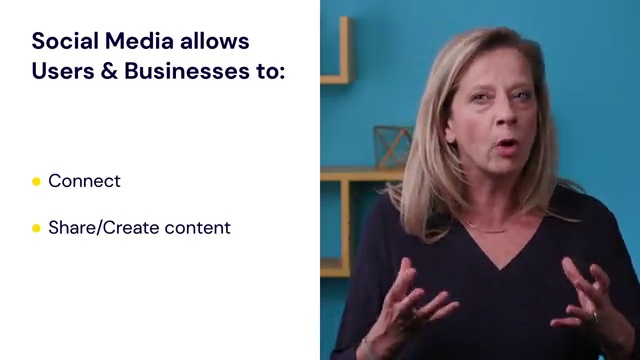 Social Media allows
Users & Businesses to:
Connect
Share/Create content